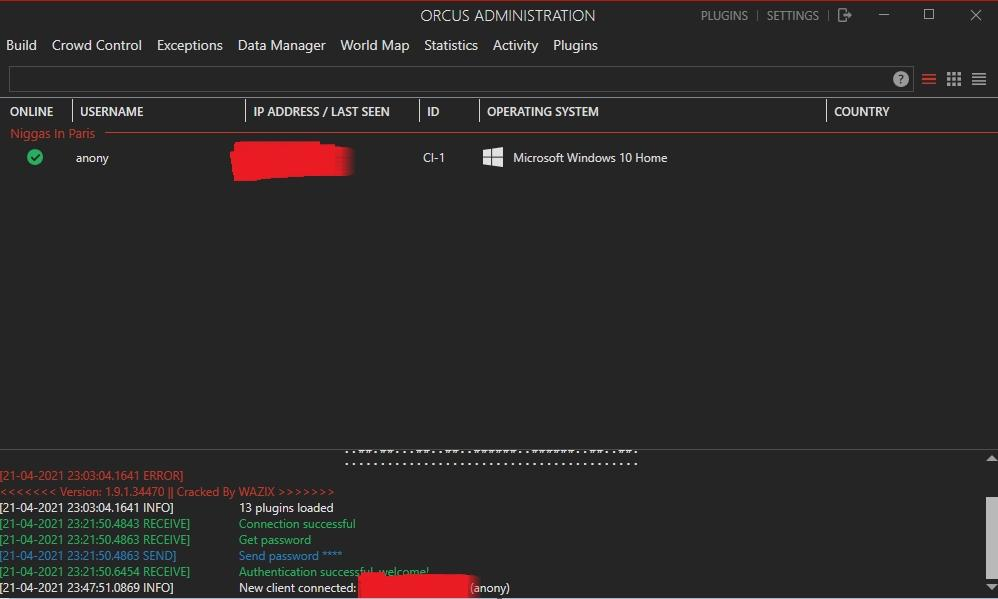 ORCUS ADMINISTRATION
PLUGINS | SETTINGS |
Build Crowd Control Exceptions Data Manager World Map Statistics Activity Plugins
?
ONLINE USERNAME IP ADDRESS / LAST SEEN ID OPERATING SYSTEM COUNTRY
Niggas In Paris
anony CI-1 Microsoft Windows 10 Home
[21-04-2021 23:03:04.1641 ERROR]
<<<<<<< Version: 1.9.1.34470 || Cracked By WAZIX >>>>>>>
[21-04-2021 23:03:04.1641 INFO] 13 plugins loaded
[21-04-2021 23:21:50.4843 RECEIVE] Connection successful
[21-04-2021 23:21:50.4863 RECEIVE] Get password
[21-04-2021 23:21:50.4863 SEND] Send password ****
[21-04-2021 23:21:50.6454 RECEIVE] Authentication successful, welcome!
[21-04-2021 23:47:51.0869 INFO] New client connected: (anony)